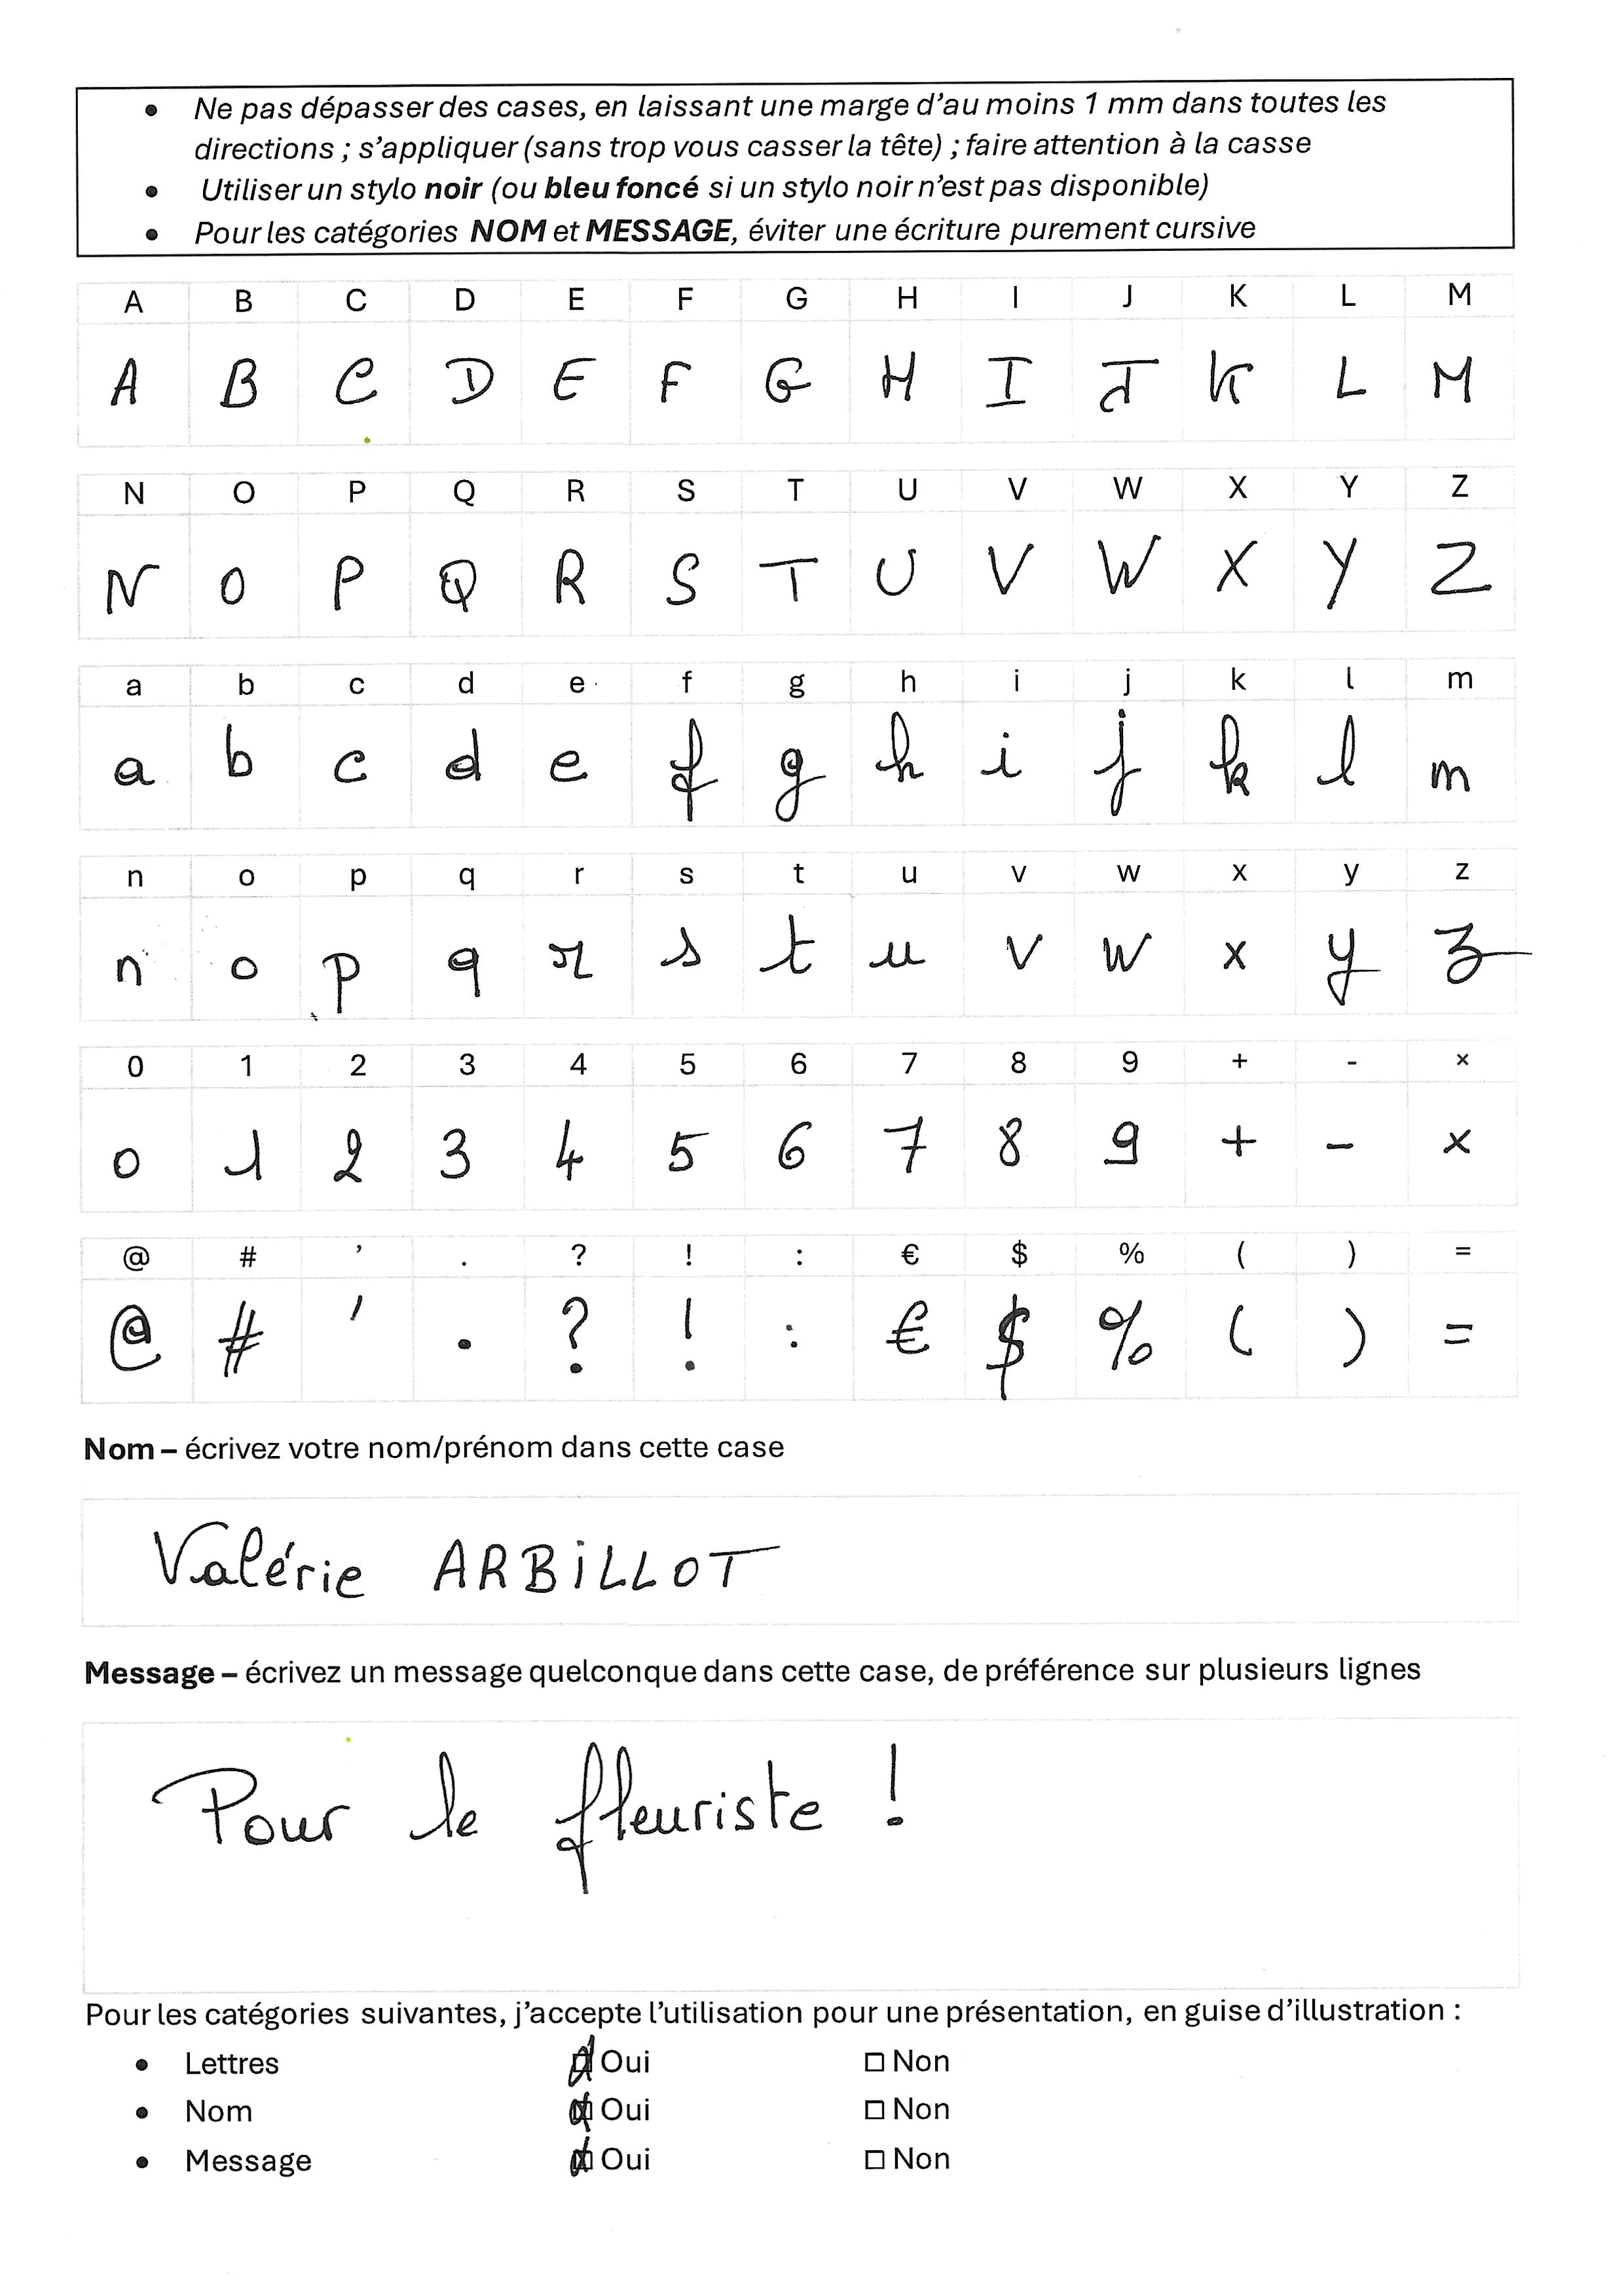 • Ne pas dépasser des cases, en laissant une marge d’au moins 1 mm dans toutes les
directions ; s’appliquer (sans trop vous casser la tête) ; faire attention à la casse
• Utiliser un stylo noir (ou bleu foncé si un stylo noir n’est pas disponible)
• Pour les catégories NOM et MESSAGE, éviter une écriture purement cursive
A B C D E F G H I J K L M
A B C D E F G H I J K L M
N O P Q R S T U V W X Y Z
N O P Q R S T U V W X Y Z
a b c d e f g h i j k l m
a b c d e f g h i j k l m
n o p q r s t u v w x y z
n o p q r s t u v w x y z
0 1 2 3 4 5 6 7 8 9 + - ×
0 1 2 3 4 5 6 7 8 9 + - ×
@ # ’ . ? ! : € $ % ( ) =
@ # ' . ? ! : € $ % ( ) =
Nom – écrivez votre nom/prénom dans cette case
Valérie ARBiLLOT
Message – écrivez un message quelconque dans cette case, de préférence sur plusieurs lignes
Pour le fleuriste !
Pour les catégories suivantes, j’accepte l’utilisation pour une présentation, en guise d’illustration :
• Lettres ☒ Oui ☐ Non
• Nom ☒ Oui ☐ Non
• Message ☒ Oui ☐ Non